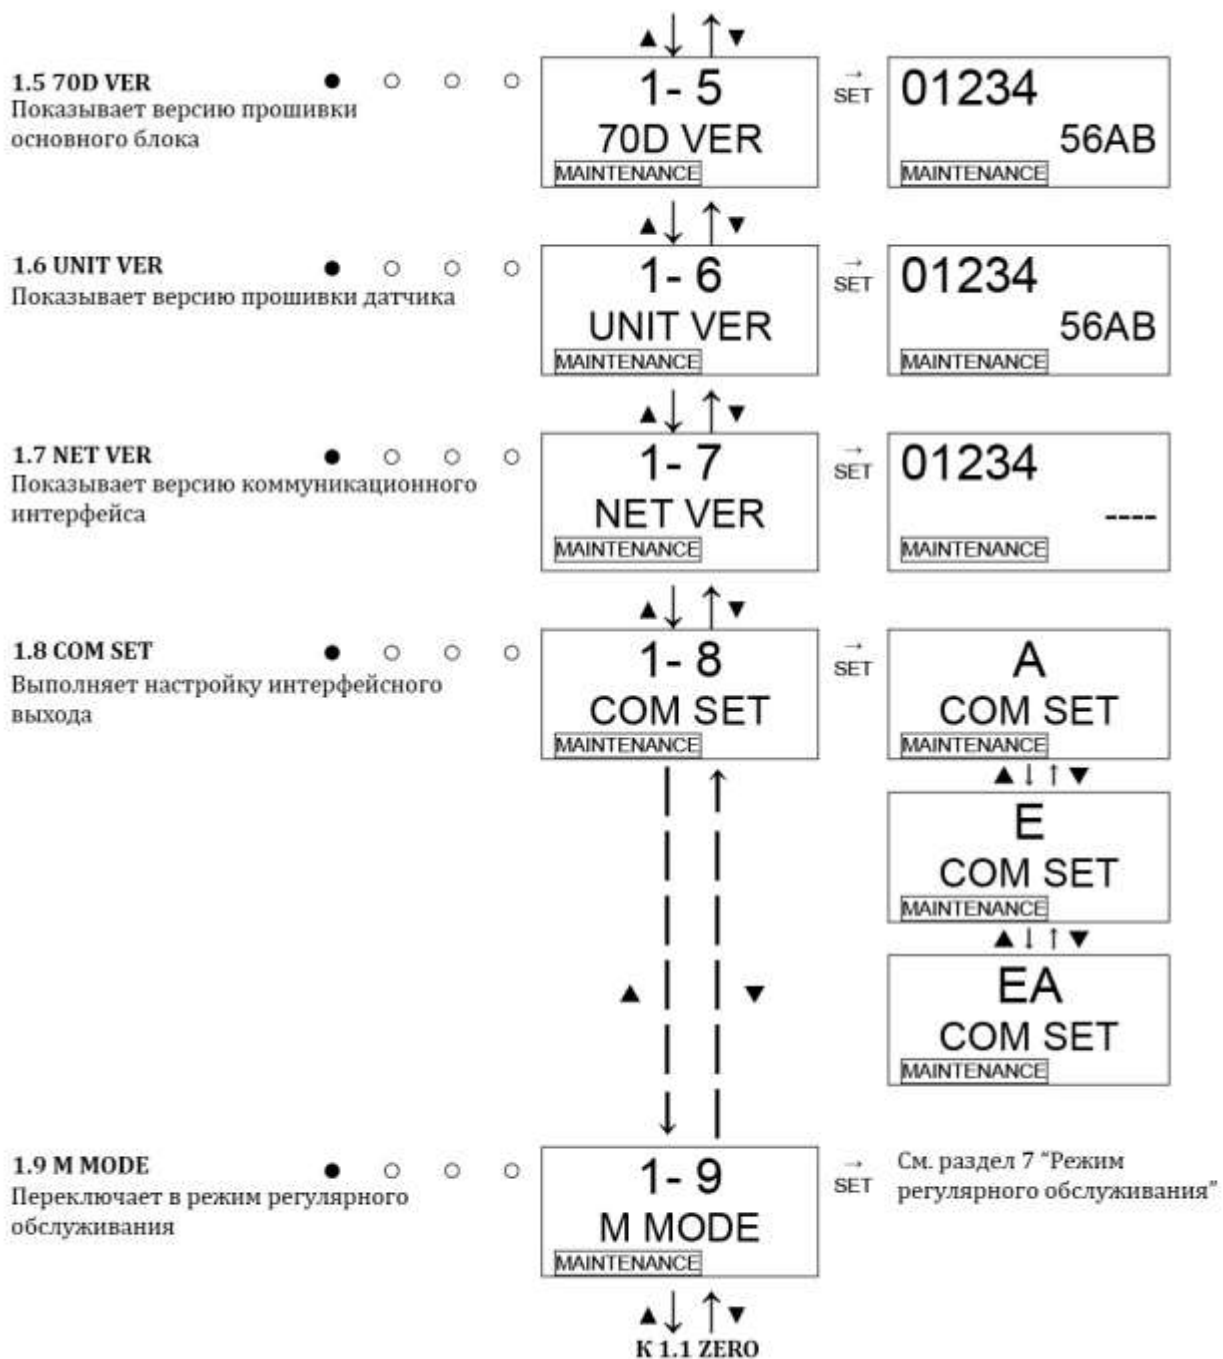 ▲↓ ↑▼
1.5 70D VER ● ○ ○ ○
Показывает версию прошивки
основного блока
1- 5
70D VER
MAINTENANCE
→
SET
01234
56AB
MAINTENANCE
▲↓ ↑▼
1.6 UNIT VER ● ○ ○ ○
Показывает версию прошивки датчика
1- 6
UNIT VER
MAINTENANCE
→
SET
01234
56AB
MAINTENANCE
▲↓ ↑▼
1.7 NET VER ● ○ ○ ○
Показывает версию коммуникационного
интерфейса
1- 7
NET VER
MAINTENANCE
→
SET
01234
----
MAINTENANCE
▲↓ ↑▼
1.8 COM SET ● ○ ○ ○
Выполняет настройку интерфейсного
выхода
1- 8
COM SET
MAINTENANCE
→
SET
A
COM SET
MAINTENANCE
▲↓↑▼
E
COM SET
MAINTENANCE
▲↓↑▼
EA
COM SET
MAINTENANCE
▲ ▼
1.9 M MODE ● ○ ○ ○
Переключает в режим регулярного
обслуживания
1- 9
M MODE
MAINTENANCE
→
SET
См. раздел 7 “Режим
регулярного обслуживания”
▲↓ ↑▼
К 1.1 ZERO